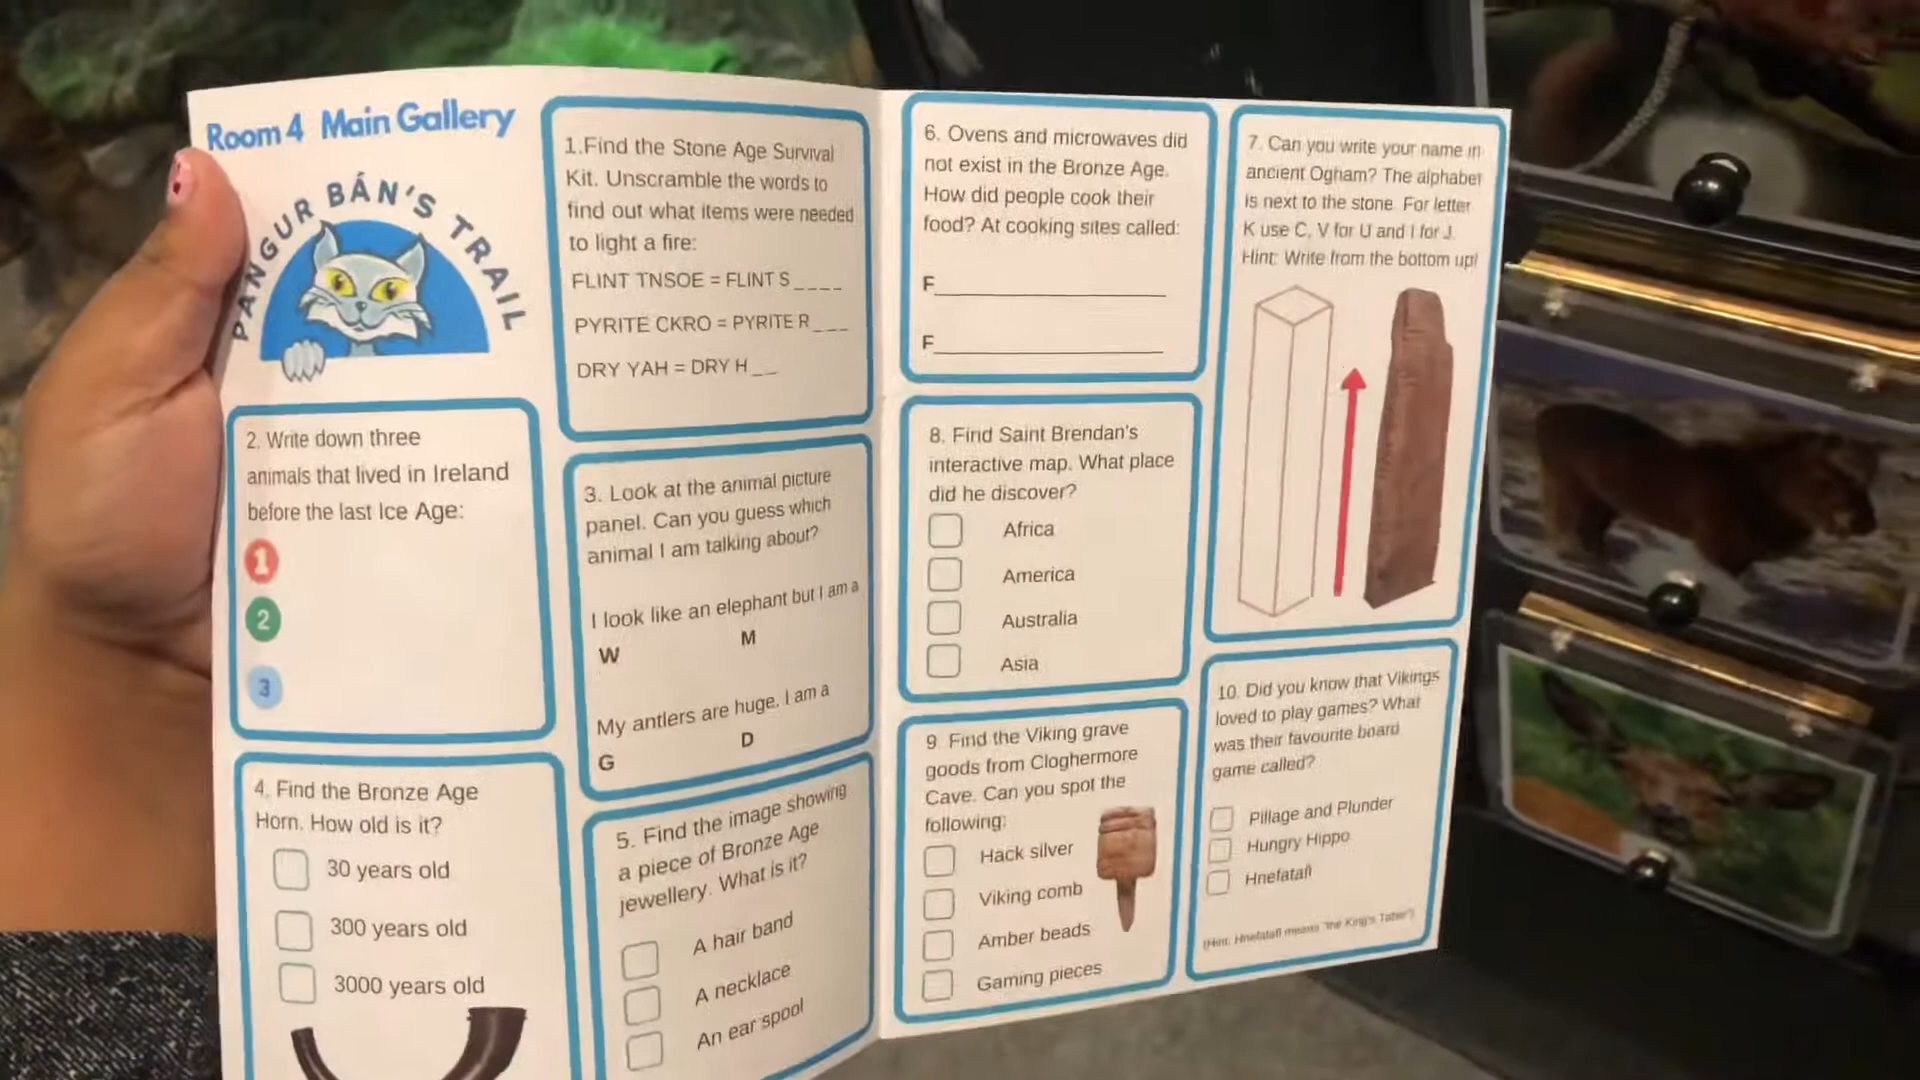 Room 4 Main Gallery
PANGUR BÁN'S TRAIL
1.Find the Stone Age Survival
Kit. Unscramble the words to
find out what items were needed
to light a fire:
FLINT TNSOE = FLINT S____
PYRITE CKRO = PYRITE R___
DRY YAH = DRY H__
2. Write down three
animals that lived in Ireland
before the last Ice Age:
1
2
3
3. Look at the animal picture
panel. Can you guess which
animal I am talking about?
I look like an elephant but I am a
W M
My antlers are huge. I am a
G D
4. Find the Bronze Age
Horn. How old is it?
30 years old
300 years old
3000 years old
5. Find the image showing
a piece of Bronze Age
jewellery. What is it?
A hair band
A necklace
An ear spool
6. Ovens and microwaves did
not exist in the Bronze Age.
How did people cook their
food? At cooking sites called:
F____________________
F____________________
7. Can you write your name in
ancient Ogham? The alphabet
is next to the stone. For letter
K use C, V for U and I for J.
Hint: Write from the bottom up!
8. Find Saint Brendan's
interactive map. What place
did he discover?
Africa
America
Australia
Asia
9 Find the Viking grave
goods from Cloghermore
Cave. Can you spot the
following:
Hack silver
Viking comb
Amber beads
Gaming pieces
10. Did you know that Vikings
loved to play games? What
was their favourite board
game called?
Pillage and Plunder
Hungry Hippo
Hnefatafl
(Hint: Hnefatafl means "the King's Table")